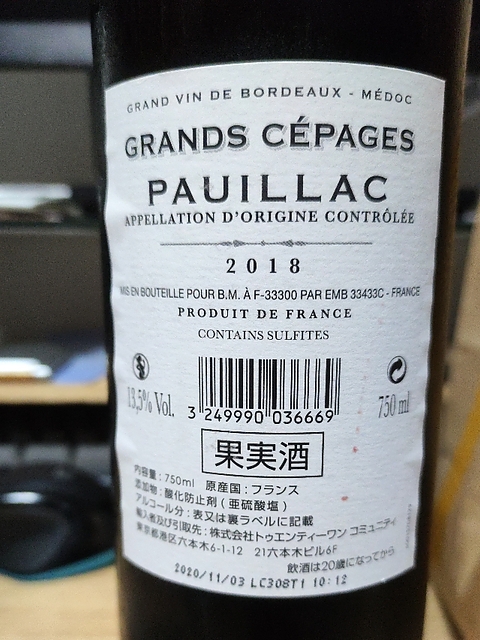 GRAND VIN DE BORDEAUX - MÉDOC
GRANDS CÉPAGES
PAUILLAC
APPELLATION D'ORIGINE CONTRÔLÉE
2018
MIS EN BOUTEILLE POUR B.M. À F-33300 PAR EMB 33433C - FRANCE
PRODUIT DE FRANCE
CONTAINS SULFITES
13,5% Vol.
3 249990 036669
750 ml
果実酒
内容量:750ml 原産国:フランス
添加物:酸化防止剤(亜硫酸塩)
アルコール分:表又は裏ラベルに記載
輸入者及び引取先:株式会社トゥエンティーワン コミュニティ
東京都港区六本木6-1-12 21六本木ビル6F
飲酒は20歳になってから
2020/11/03 LC308T1 10:12